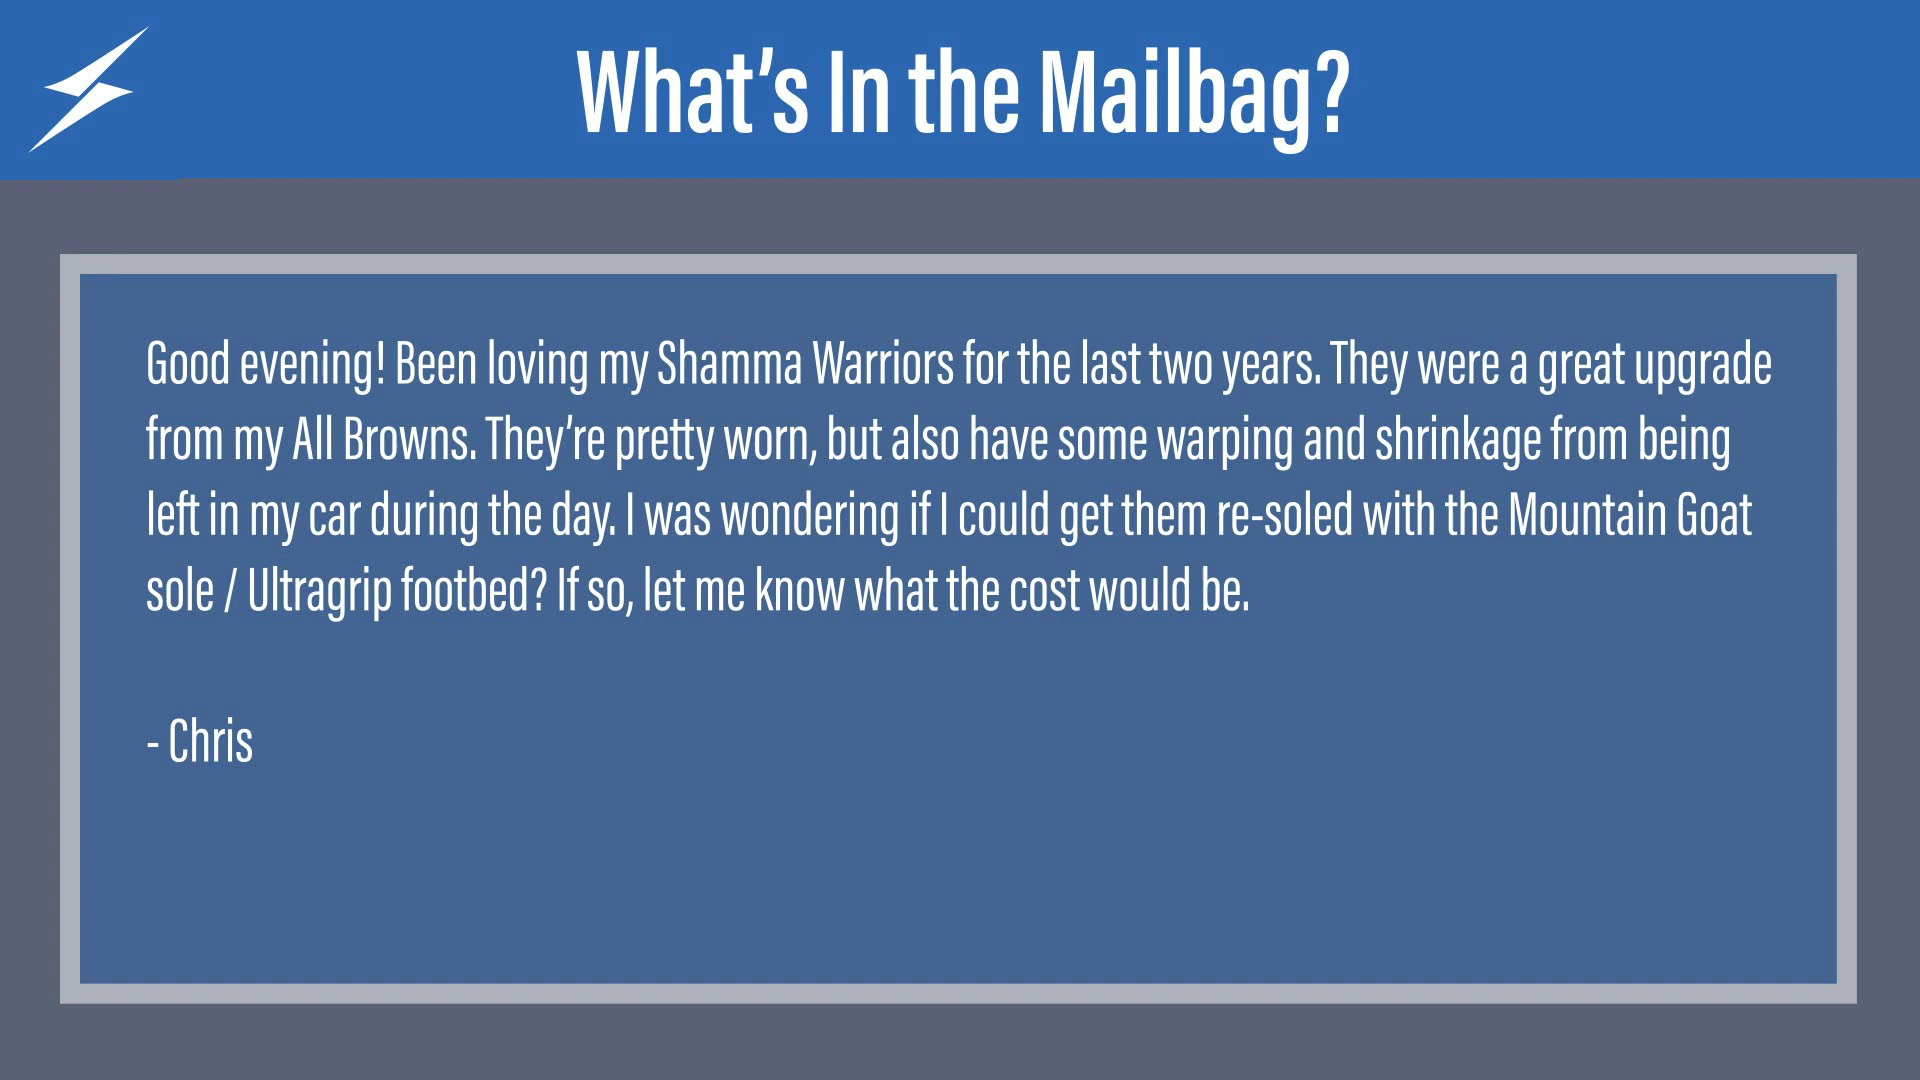 What’s In the Mailbag?
Good evening! Been loving my Shamma Warriors for the last two years. They were a great upgrade
from my All Browns. They’re pretty worn, but also have some warping and shrinkage from being
left in my car during the day. I was wondering if I could get them re-soled with the Mountain Goat
sole / Ultragrip footbed? If so, let me know what the cost would be.
- Chris